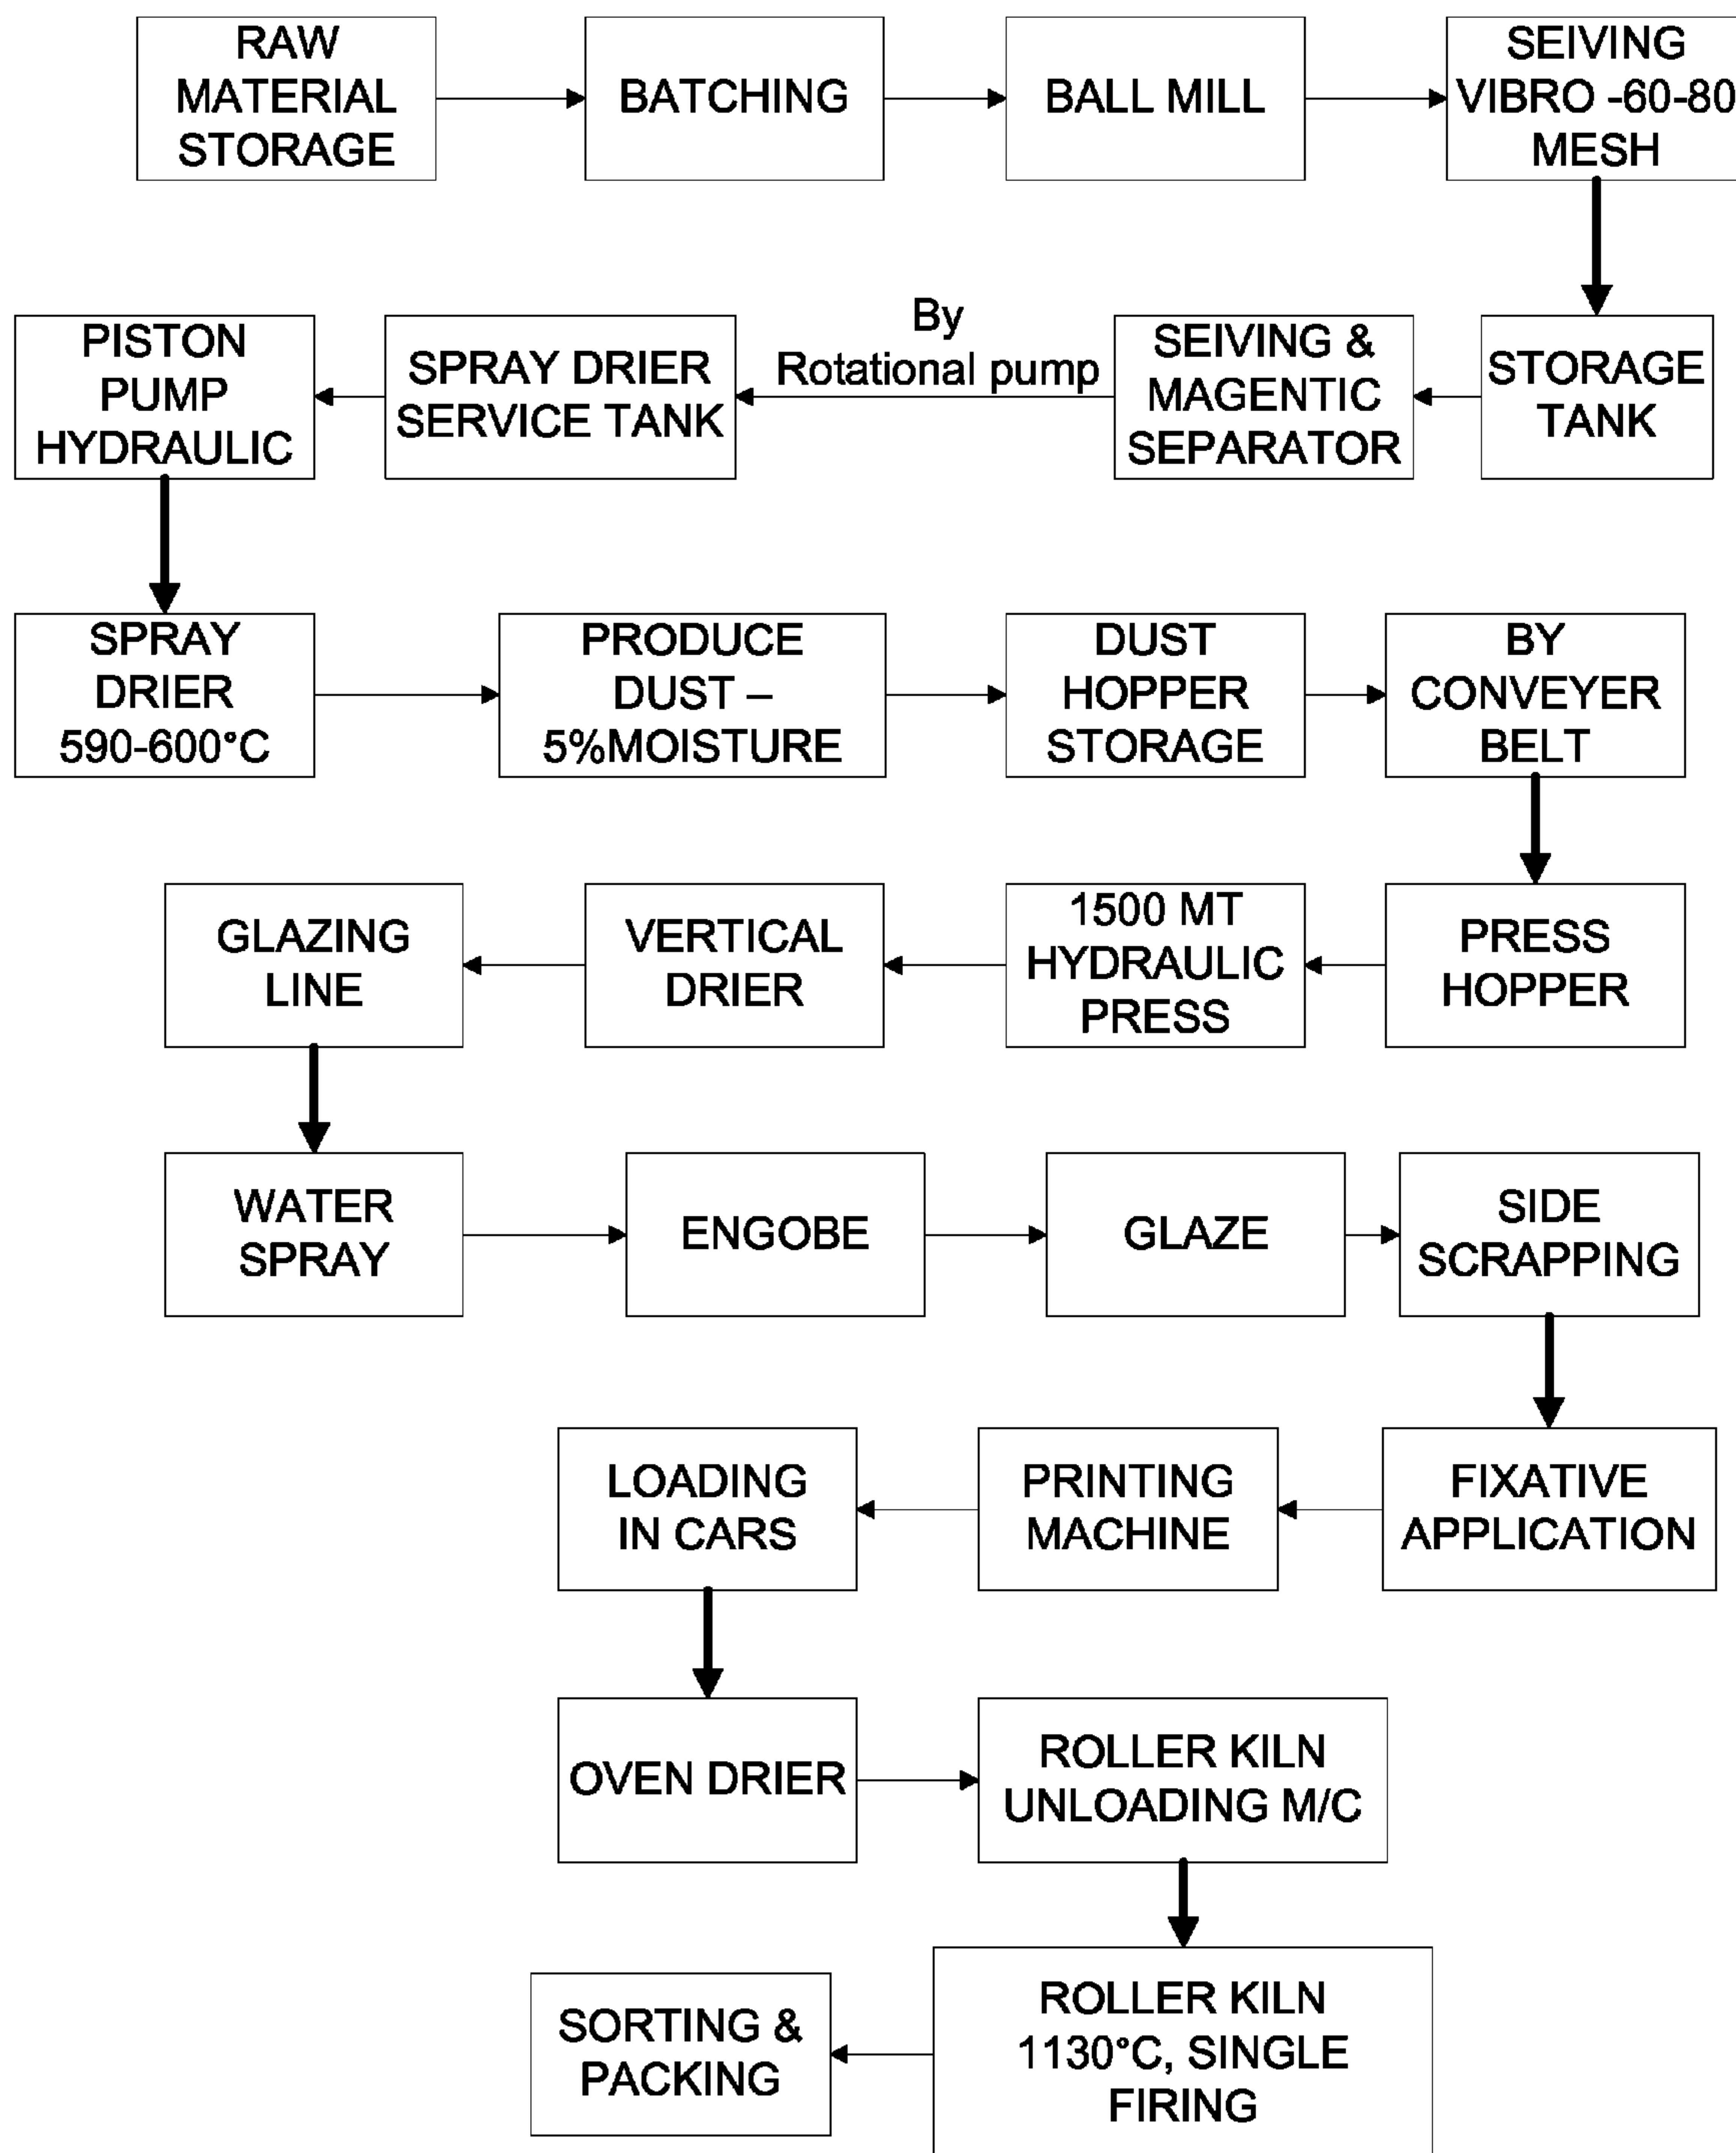 RAW
MATERIAL
STORAGE
BATCHING
BALL MILL
SEIVING
VIBRO -60-80
MESH
STORAGE
TANK
SEIVING &
MAGENTIC
SEPARATOR
By
Rotational pump
SPRAY DRIER
SERVICE TANK
PISTON
PUMP
HYDRAULIC
SPRAY
DRIER
590-600°C
PRODUCE
DUST –
5%MOISTURE
DUST
HOPPER
STORAGE
BY
CONVEYER
BELT
PRESS
HOPPER
1500 MT
HYDRAULIC
PRESS
VERTICAL
DRIER
GLAZING
LINE
WATER
SPRAY
ENGOBE
GLAZE
SIDE
SCRAPPING
FIXATIVE
APPLICATION
PRINTING
MACHINE
LOADING
IN CARS
OVEN DRIER
ROLLER KILN
UNLOADING M/C
ROLLER KILN
1130°C, SINGLE
FIRING
SORTING &
PACKING